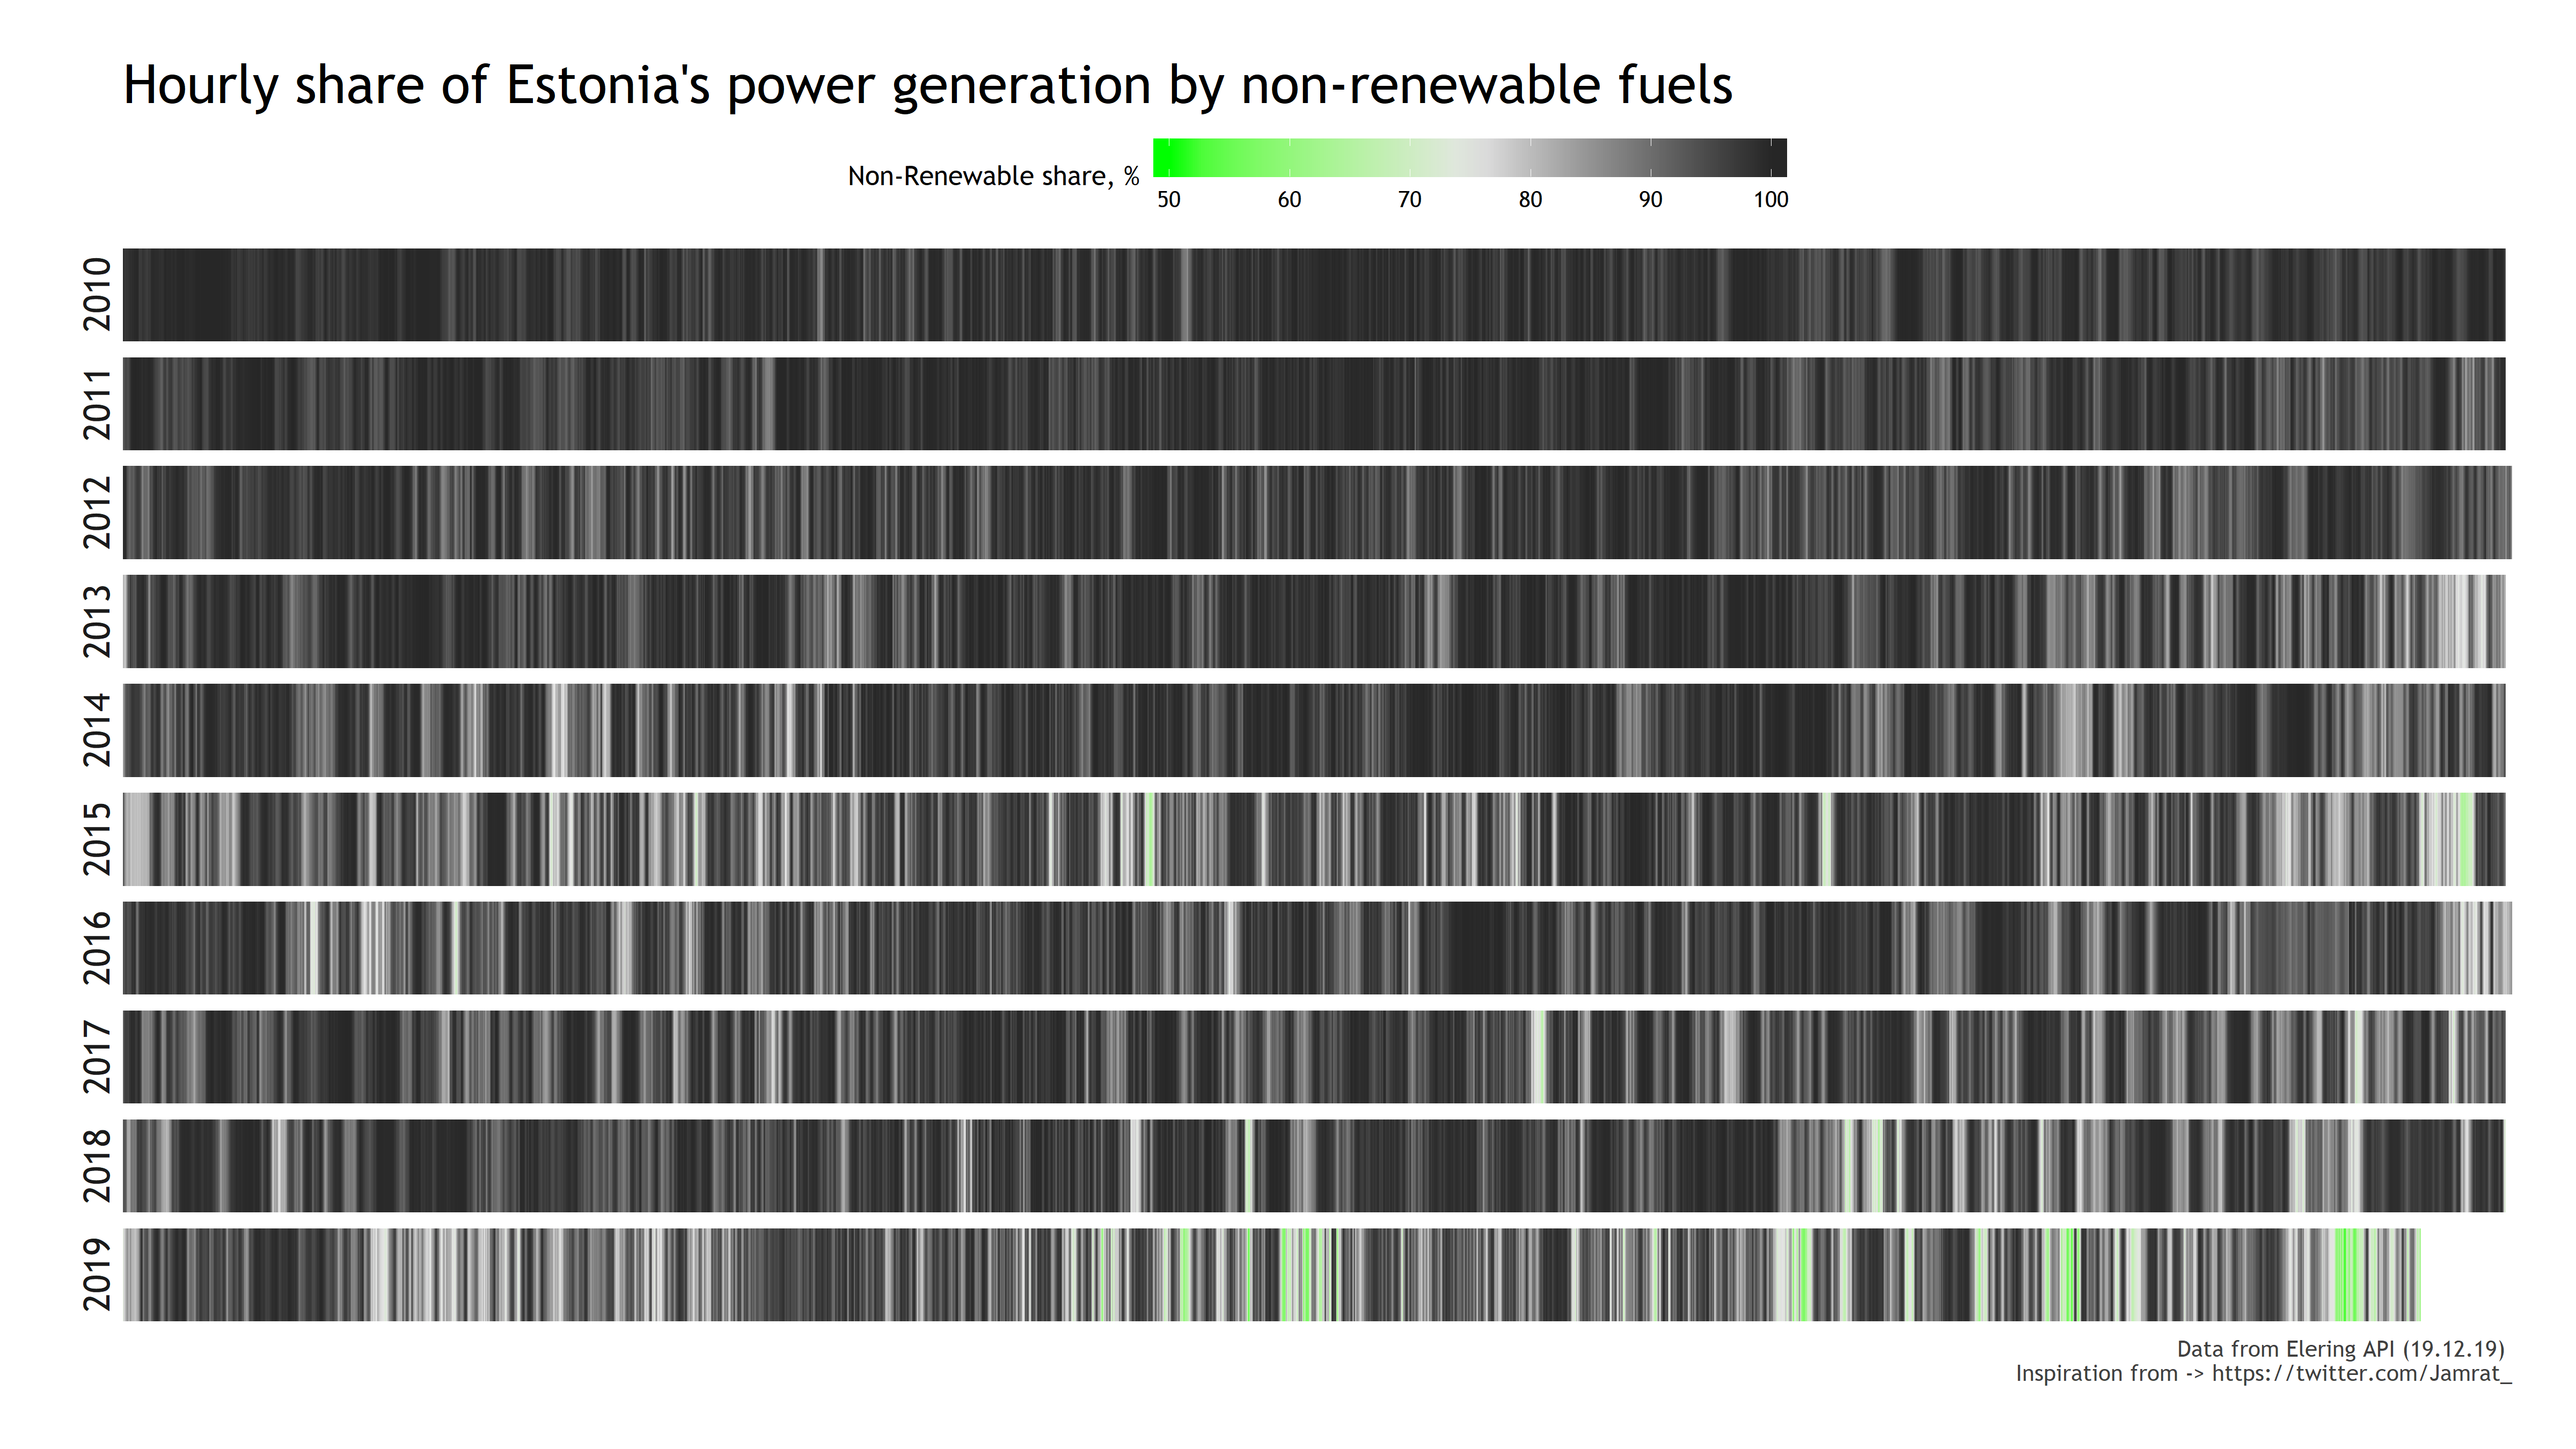 Hourly share of Estonia's power generation by non-renewable fuels
Non-Renewable share, %
50 60 70 80 90 100
2010
2011
2012
2013
2014
2015
2016
2017
2018
2019
Data from Elering API (19.12.19)
Inspiration from -> https://twitter.com/Jamrat_